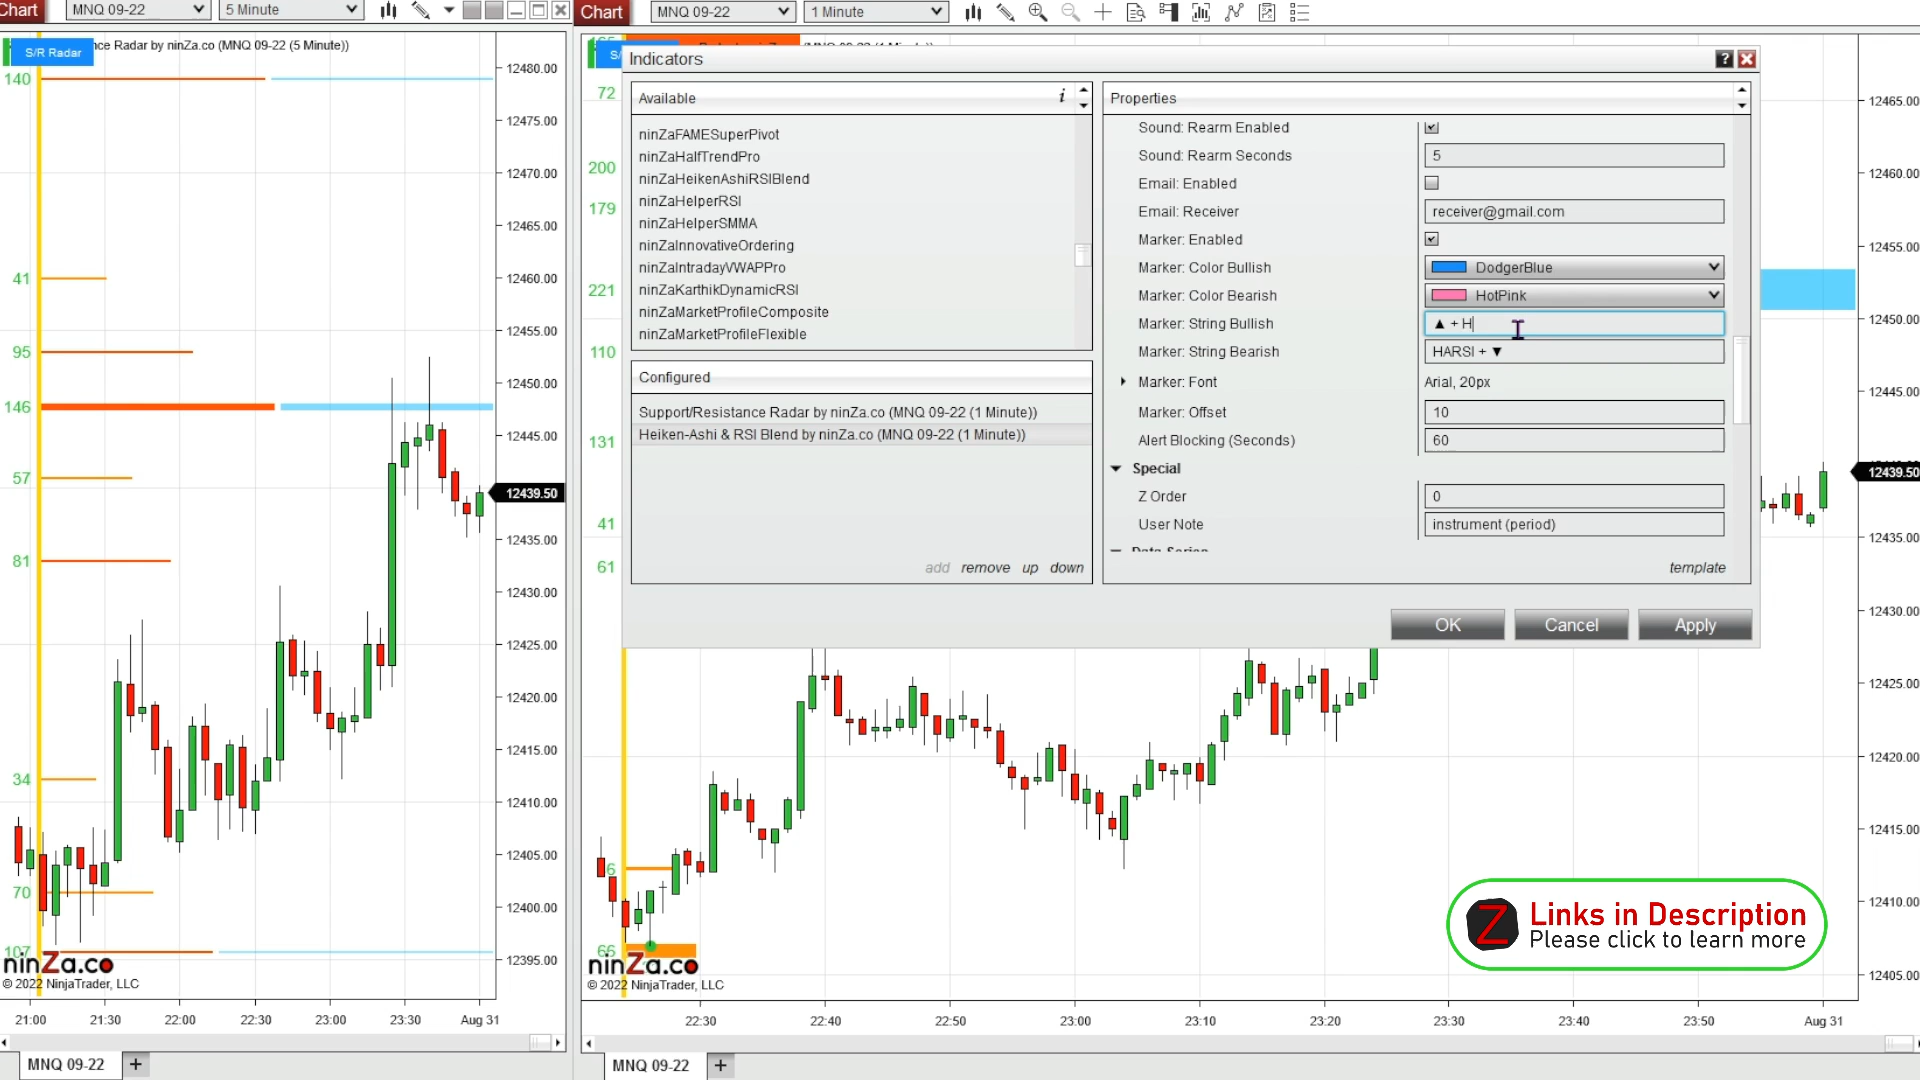 Chart
MNQ 09-22
5 Minute
Chart
MNQ 09-22
1 Minute
S/R Radar
nce Radar by ninZa.co (MNQ 09-22 (5 Minute))
140
41
95
146
57
81
34
70
107
12480.00
12475.00
12470.00
12465.00
12460.00
12455.00
12450.00
12445.00
12439.50
12435.00
12430.00
12425.00
12420.00
12415.00
12410.00
12405.00
12400.00
12395.00
ninZa.co
© 2022 NinjaTrader, LLC
21:00
21:30
22:00
22:30
23:00
23:30
Aug 31
MNQ 09-22
+
72
200
179
221
110
131
41
61
6
66
Indicators
?
Available
i
ninZaFAMESuperPivot
ninZaHalfTrendPro
ninZaHeikenAshiRSIBlend
ninZaHelperRSI
ninZaHelperSMMA
ninZaInnovativeOrdering
ninZaIntradayVWAPPro
ninZaKarthikDynamicRSI
ninZaMarketProfileComposite
ninZaMarketProfileFlexible
Configured
Support/Resistance Radar by ninZa.co (MNQ 09-22 (1 Minute))
Heiken-Ashi & RSI Blend by ninZa.co (MNQ 09-22 (1 Minute))
add remove up down
Properties
Sound: Rearm Enabled
Sound: Rearm Seconds 5
Email: Enabled
Email: Receiver receiver@gmail.com
Marker: Enabled
Marker: Color Bullish DodgerBlue
Marker: Color Bearish HotPink
Marker: String Bullish ▲ + H
Marker: String Bearish HARSI + ▼
Marker: Font Arial, 20px
Marker: Offset 10
Alert Blocking (Seconds) 60
Special
Z Order 0
User Note instrument (period)
template
OK Cancel Apply
12465.00
12460.00
12455.00
12450.00
12445.00
12439.50
12435.00
12430.00
12425.00
12420.00
12415.00
12410.00
12405.00
Links in Description
Please click to learn more
ninZa.co
© 2022 NinjaTrader, LLC
22:30
22:40
22:50
23:00
23:10
23:20
23:30
23:40
23:50
Aug 31
MNQ 09-22
+